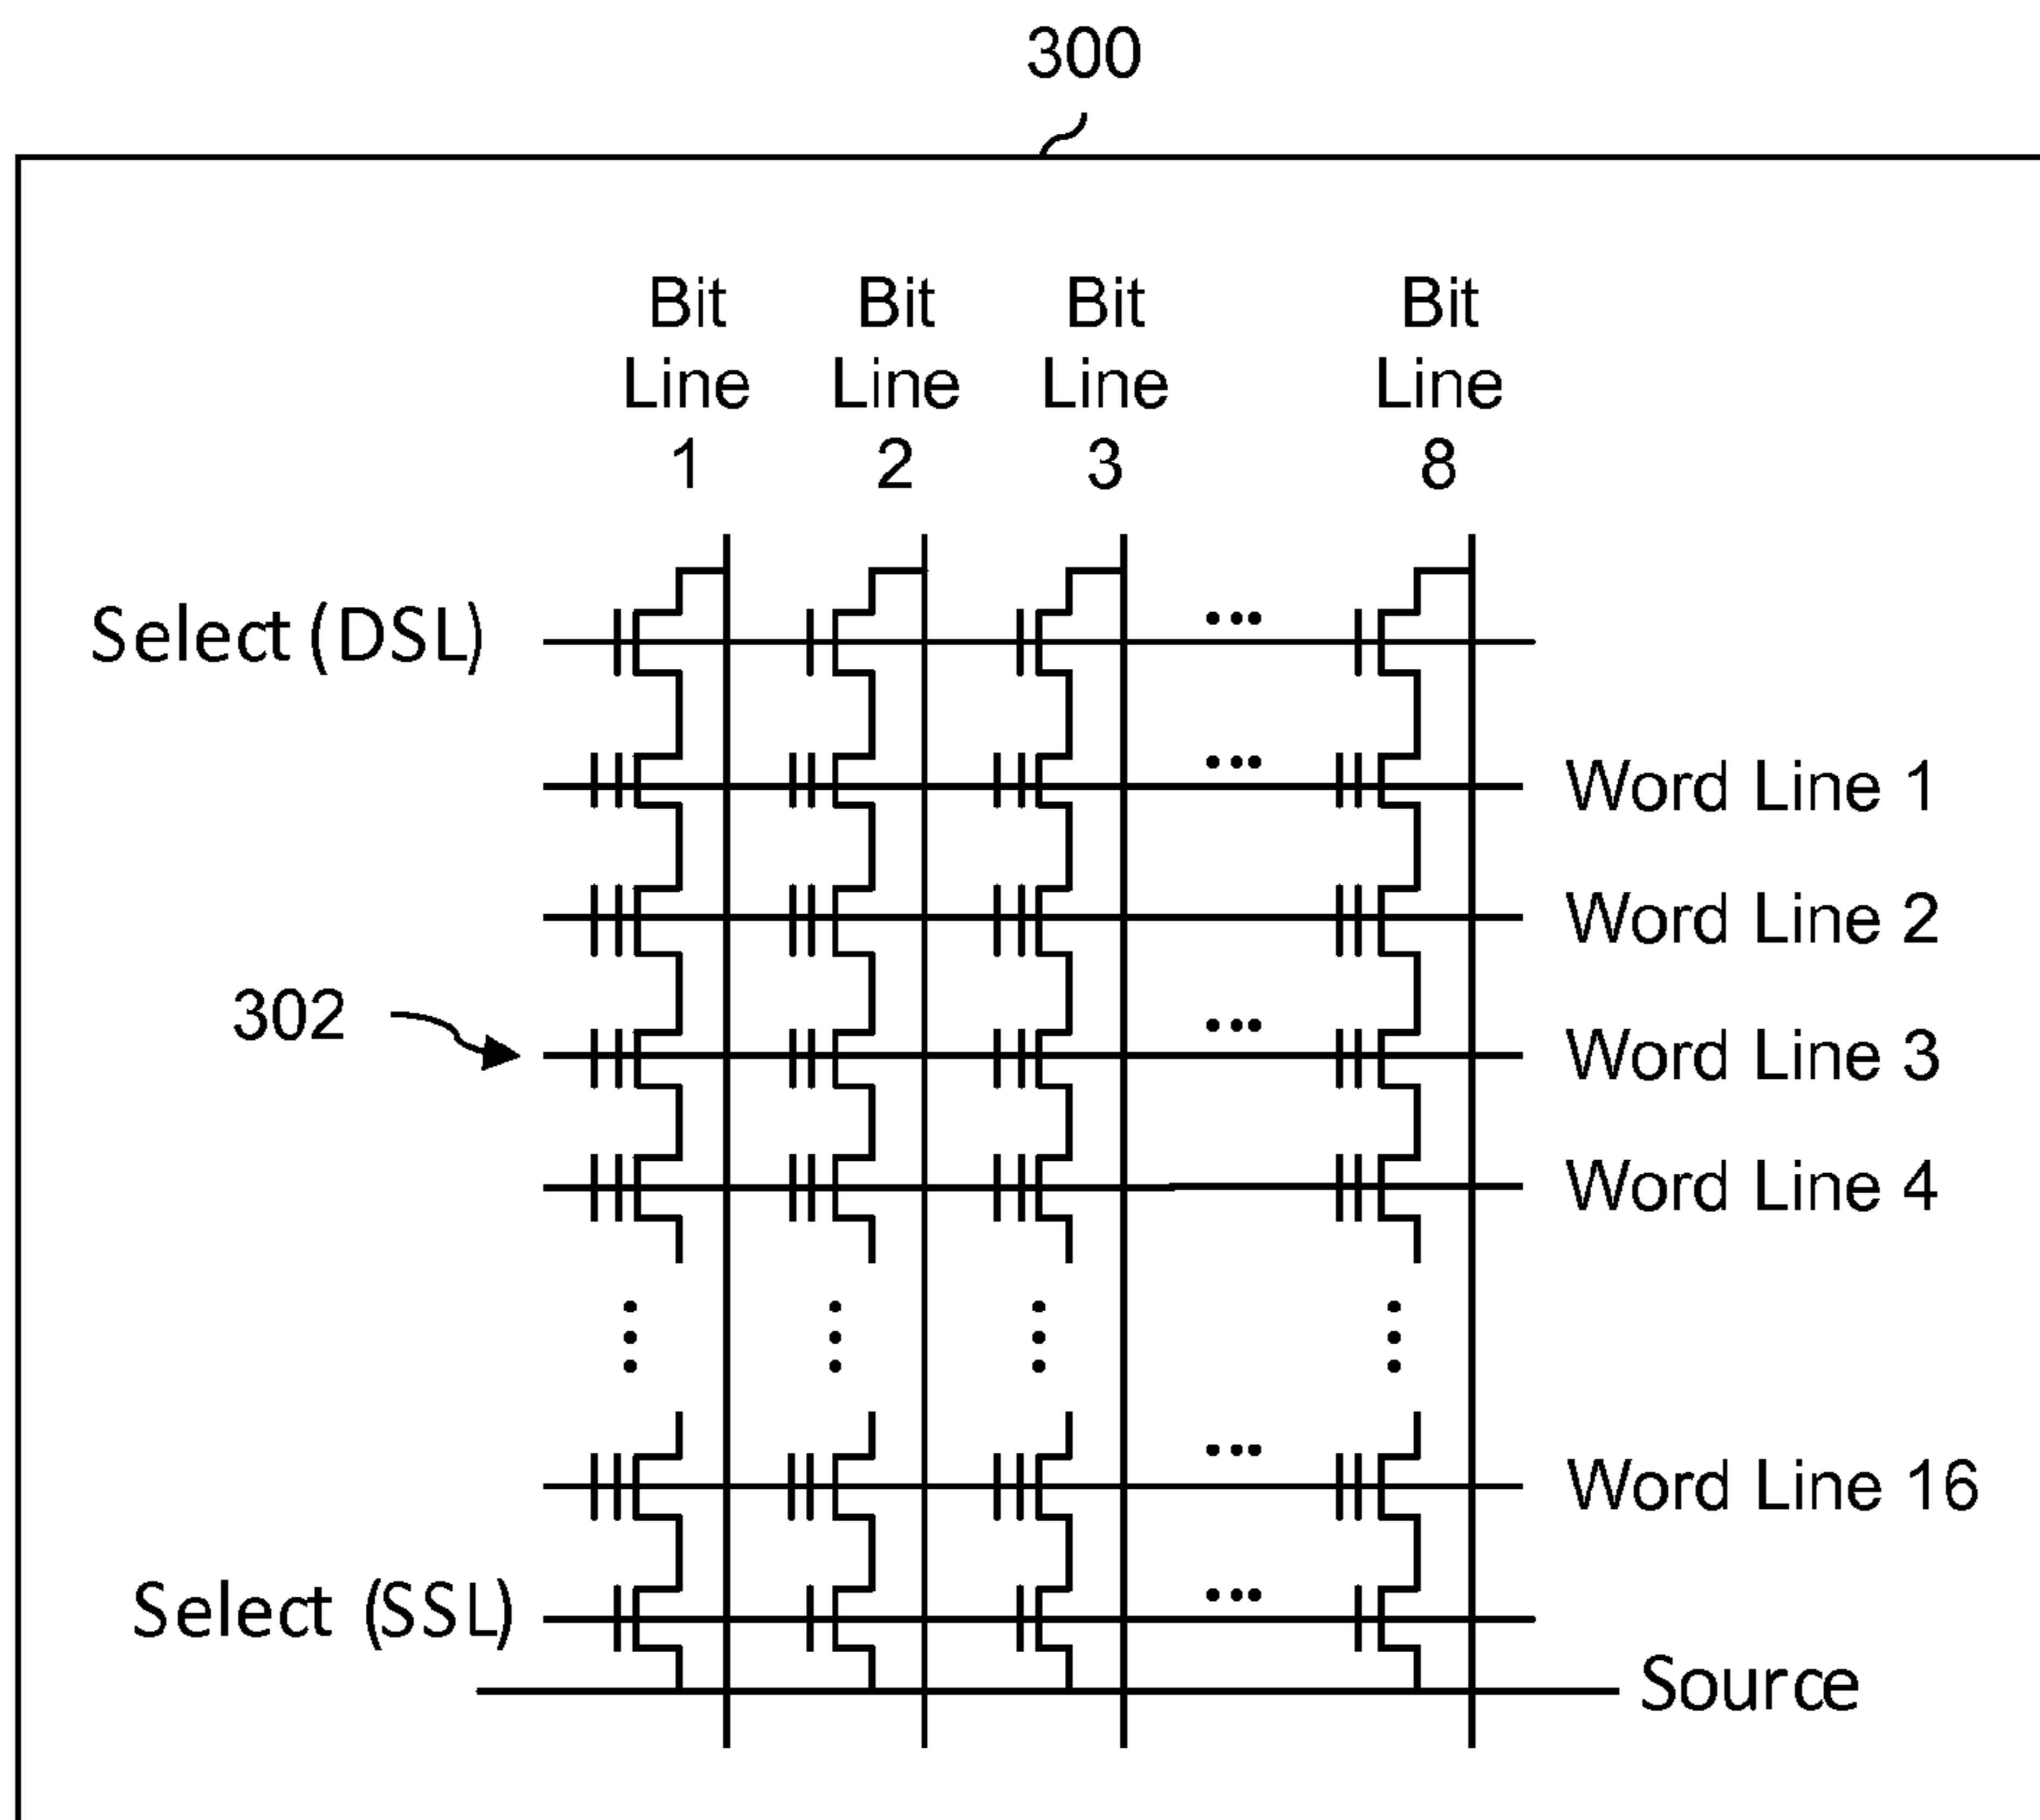 300
Bit Line 1
Bit Line 2
Bit Line 3
Bit Line 8
Select (DSL)
Word Line 1
Word Line 2
302
Word Line 3
Word Line 4
Word Line 16
Select (SSL)
Source